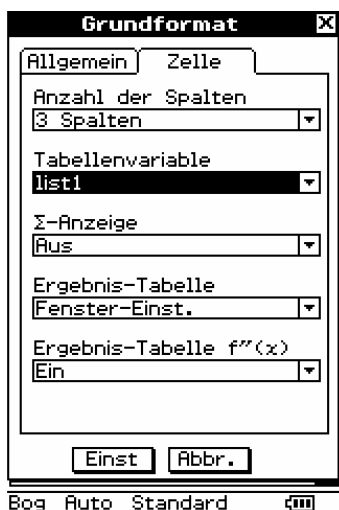 Grundformat
Allgemein Zelle
Anzahl der Spalten
3 Spalten
Tabellenvariable
list1
Σ-Anzeige
Aus
Ergebnis-Tabelle
Fenster-Einst.
Ergebnis-Tabelle f″(x)
Ein
Einst Abbr.
Bog Auto Standard